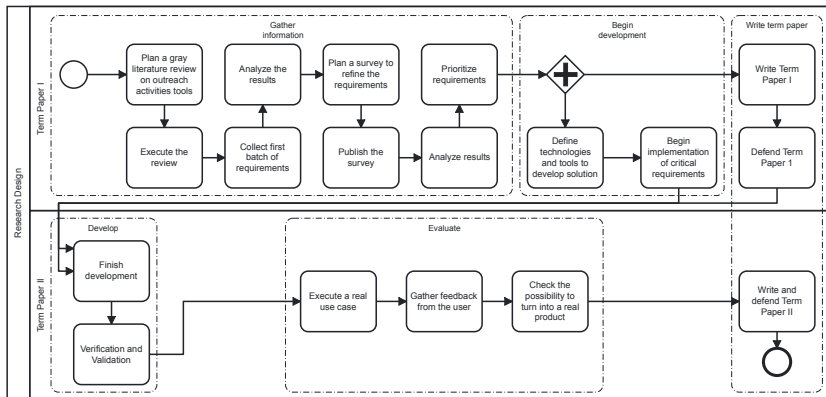 Research Design
Term Paper I
Gather
information
Begin
development
Write term paper
Plan a gray
literature review
on outreach
activities tools
Analyze the
results
Plan a survey to
refine the
requirements
Prioritize
requirements
Write Term
Paper I
Execute the
review
Collect first
batch of
requirements
Publish the
survey
Analyze results
Define
technologies
and tools to
develop solution
Begin
implementation
of critical
requirements
Defend Term
Paper 1
Term Paper II
Develop
Evaluate
Finish
development
Execute a real
use case
Gather feedback
from the user
Check the
possibility to
turn into a real
product
Write and
defend Term
Paper II
Verification and
Validation